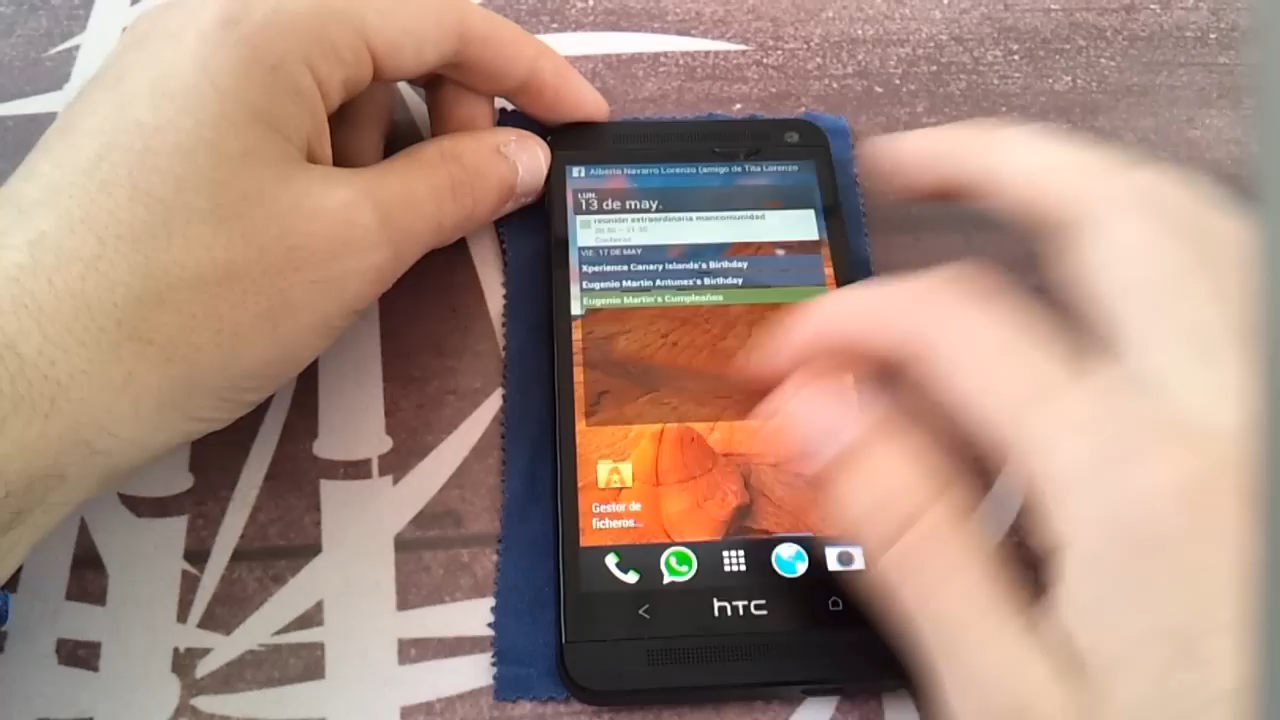 Alberto Navarro Lorenzo (amigo de Tita Lorenzo
LUN.
13 de may.
reunión extraordinaria mancomunidad
VIE. 17 DE MAY
Xperience Canary Islands's Birthday
Eugenio Martin Antunez's Birthday
Eugenio Martin's Cumpleaños
Gestor de
ficheros...
hTC